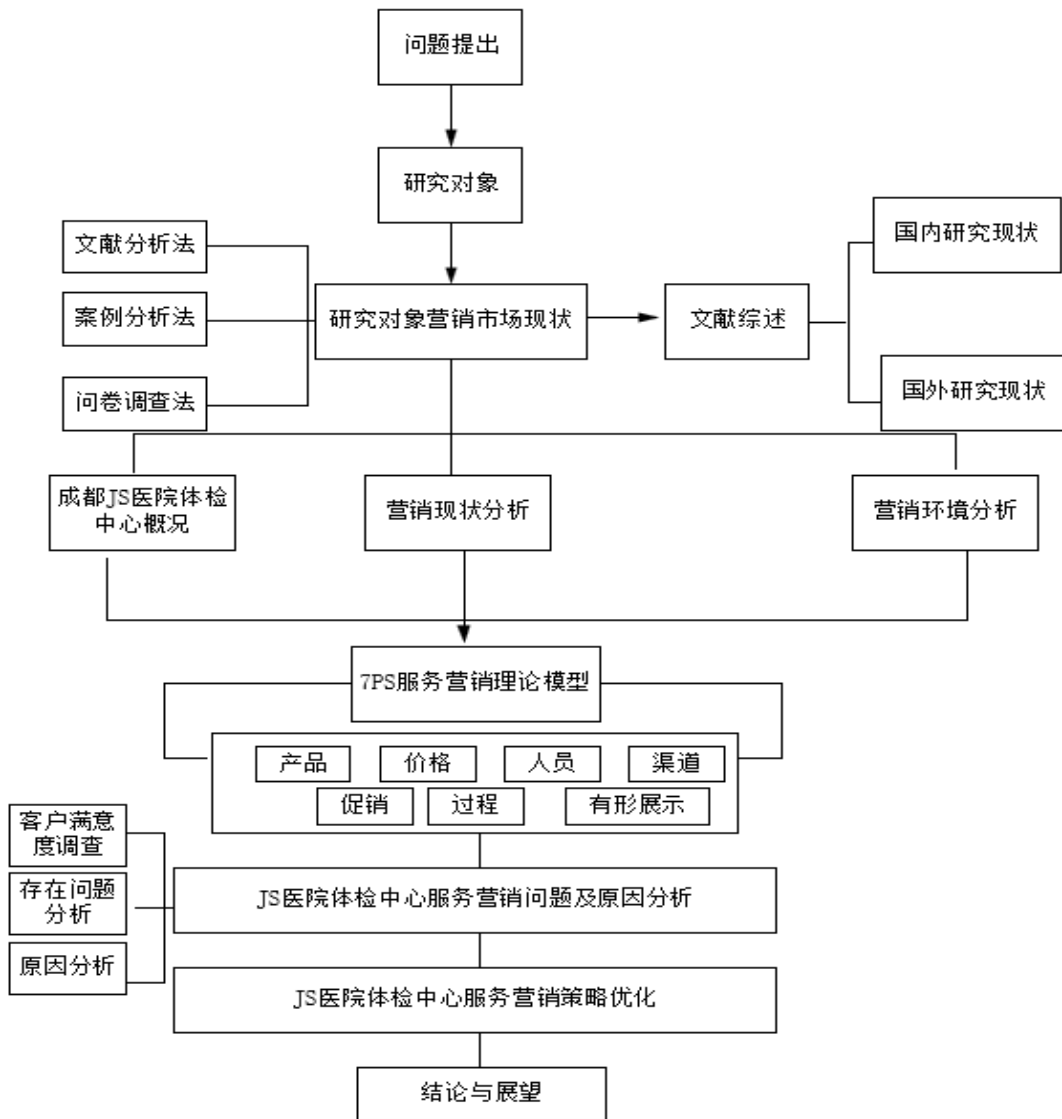 问题提出
研究对象
文献分析法
案例分析法
问卷调查法
研究对象营销市场现状
文献综述
国内研究现状
国外研究现状
成都JS医院体检
中心概况
营销现状分析
营销环境分析
7PS服务营销理论模型
产品
价格
人员
渠道
促销
过程
有形展示
客户满意
度调查
存在问题
分析
原因分析
JS医院体检中心服务营销问题及原因分析
JS医院体检中心服务营销策略优化
结论与展望